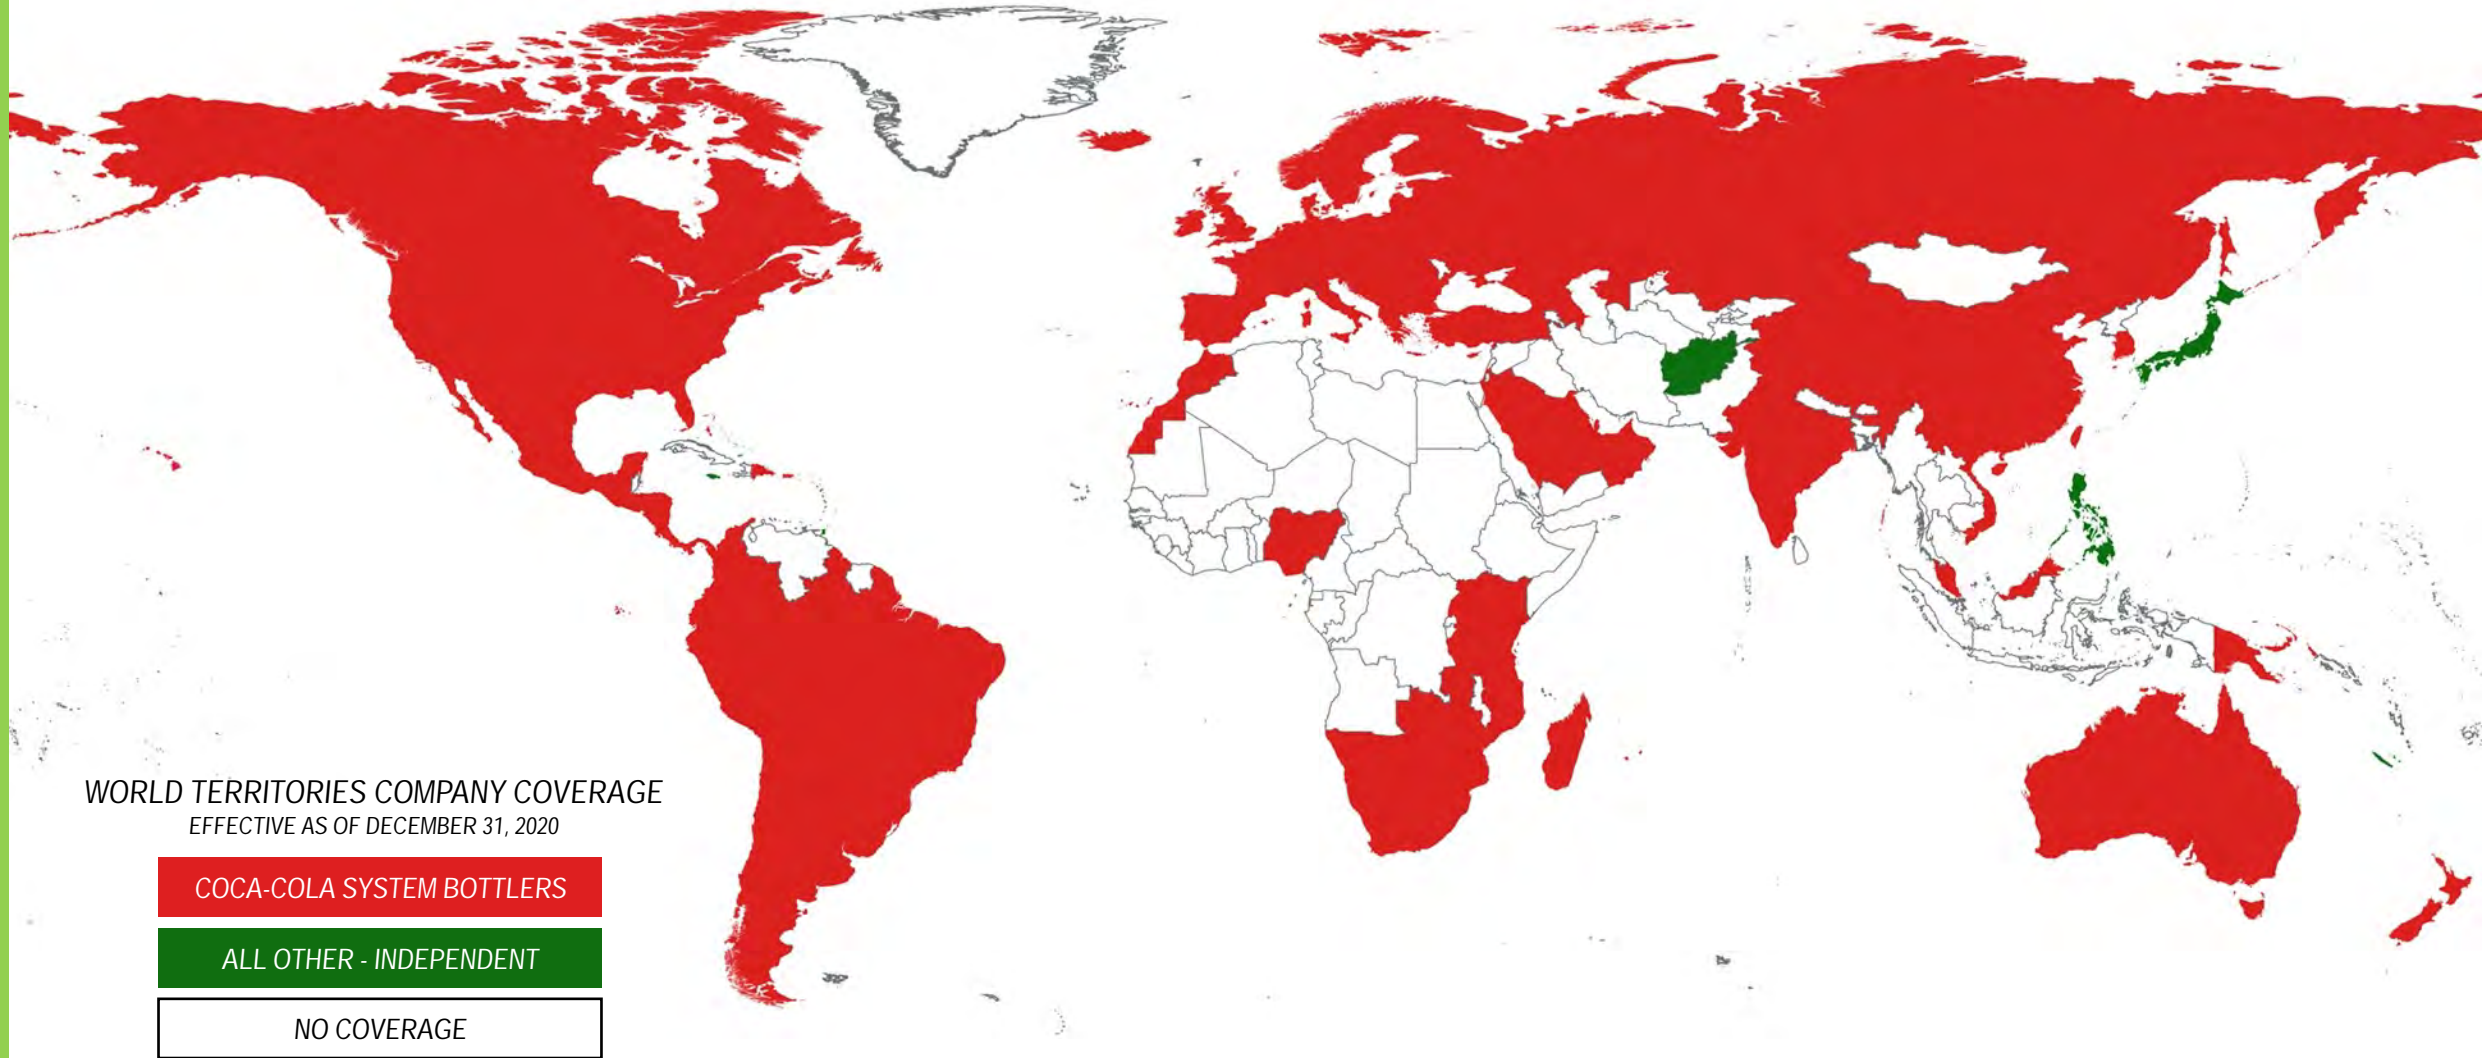 WORLD TERRITORIES COMPANY COVERAGE
EFFECTIVE AS OF DECEMBER 31, 2020
COCA-COLA SYSTEM BOTTLERS
ALL OTHER - INDEPENDENT
NO COVERAGE